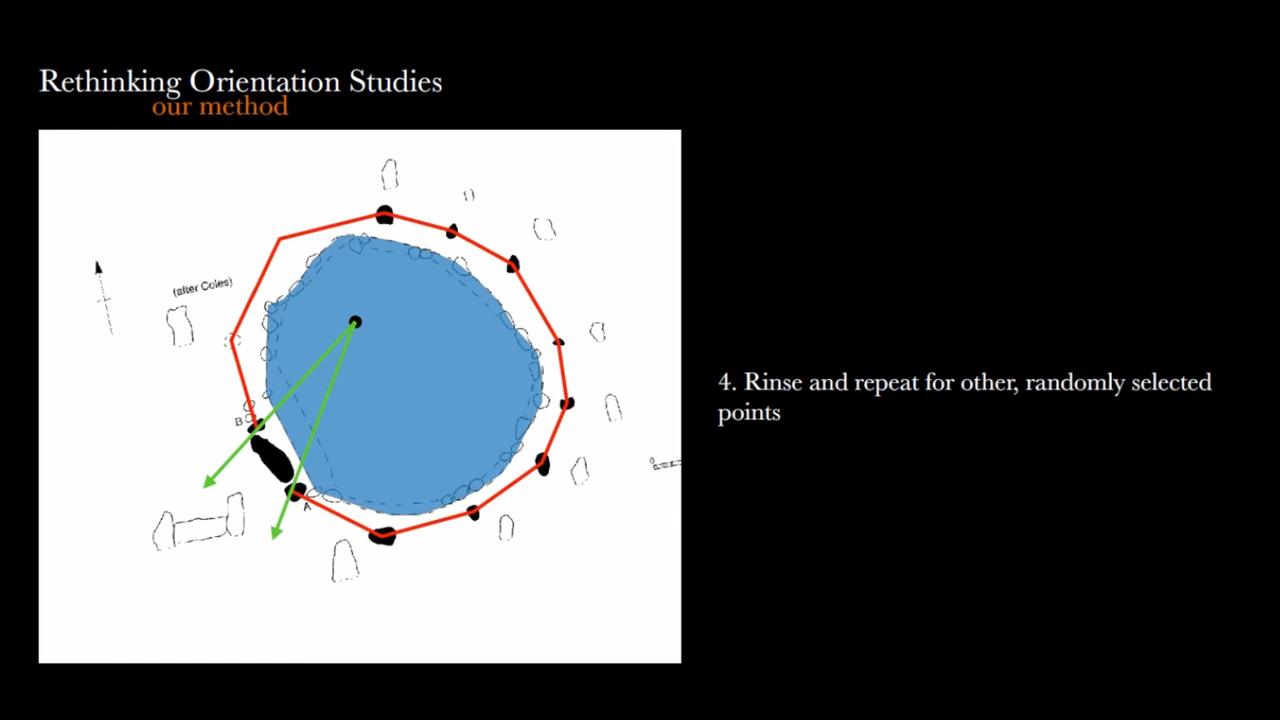 Rethinking Orientation Studies
our method
(after Coles)
B
A
4. Rinse and repeat for other, randomly selected
points